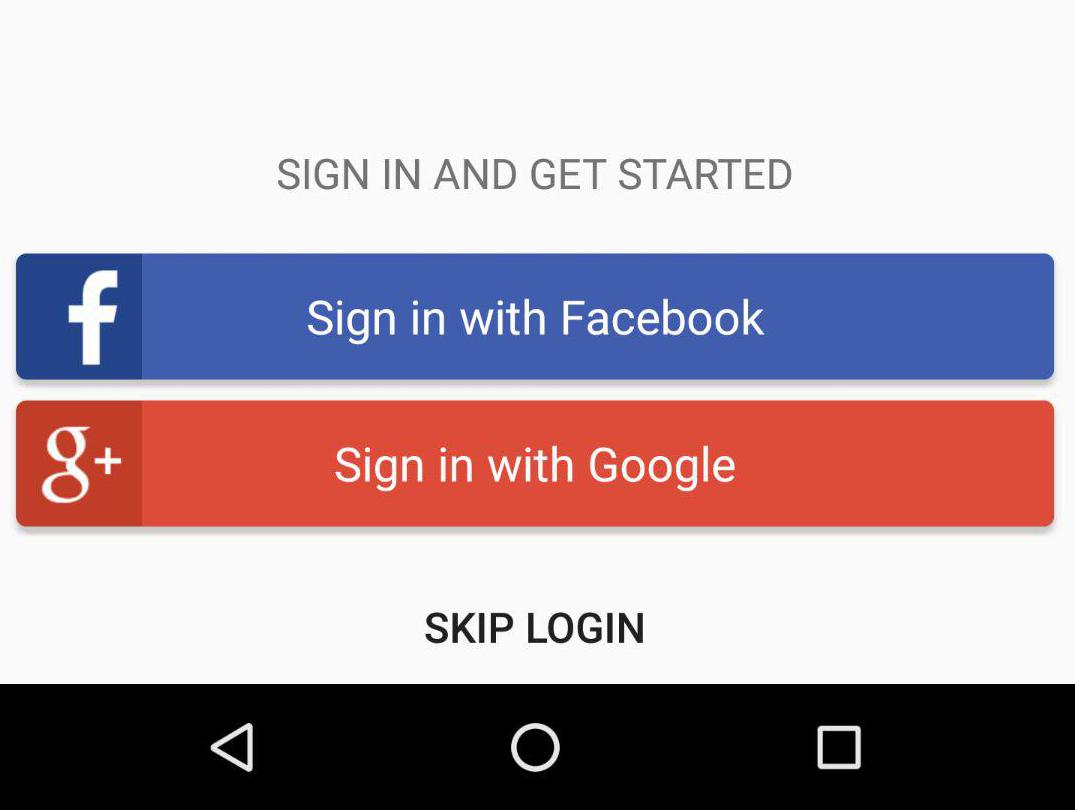 SIGN IN AND GET STARTED
f
Sign in with Facebook
g+
Sign in with Google
SKIP LOGIN